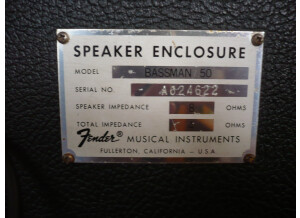 SPEAKER ENCLOSURE
MODEL BASSMAN 50
SERIAL NO. A024622
SPEAKER IMPEDANCE OHMS
TOTAL IMPEDANCE OHMS
Fender® MUSICAL INSTRUMENTS
FULLERTON, CALIFORNIA - U.S.A.